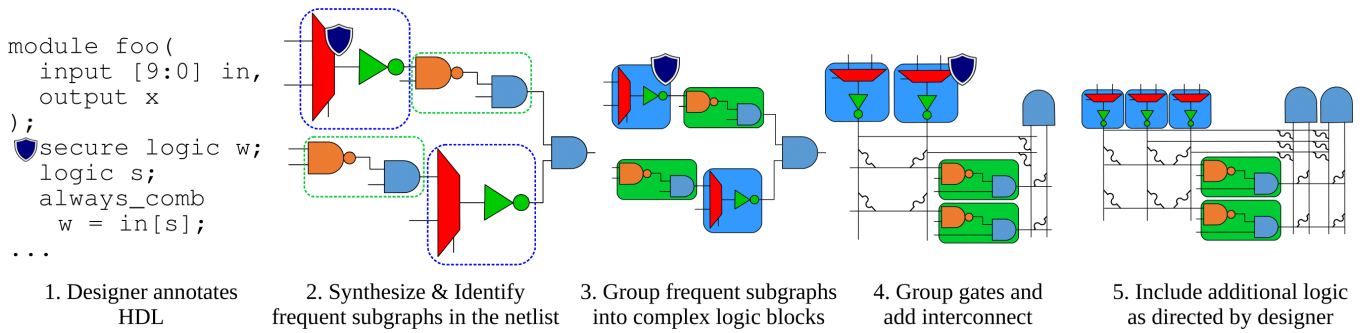 module foo(
input [9:0] in,
output x
);
secure logic w;
logic s;
always_comb
w = in[s];
...
1. Designer annotates
HDL
2. Synthesize & Identify
frequent subgraphs in the netlist
3. Group frequent subgraphs
into complex logic blocks
4. Group gates and
add interconnect
5. Include additional logic
as directed by designer